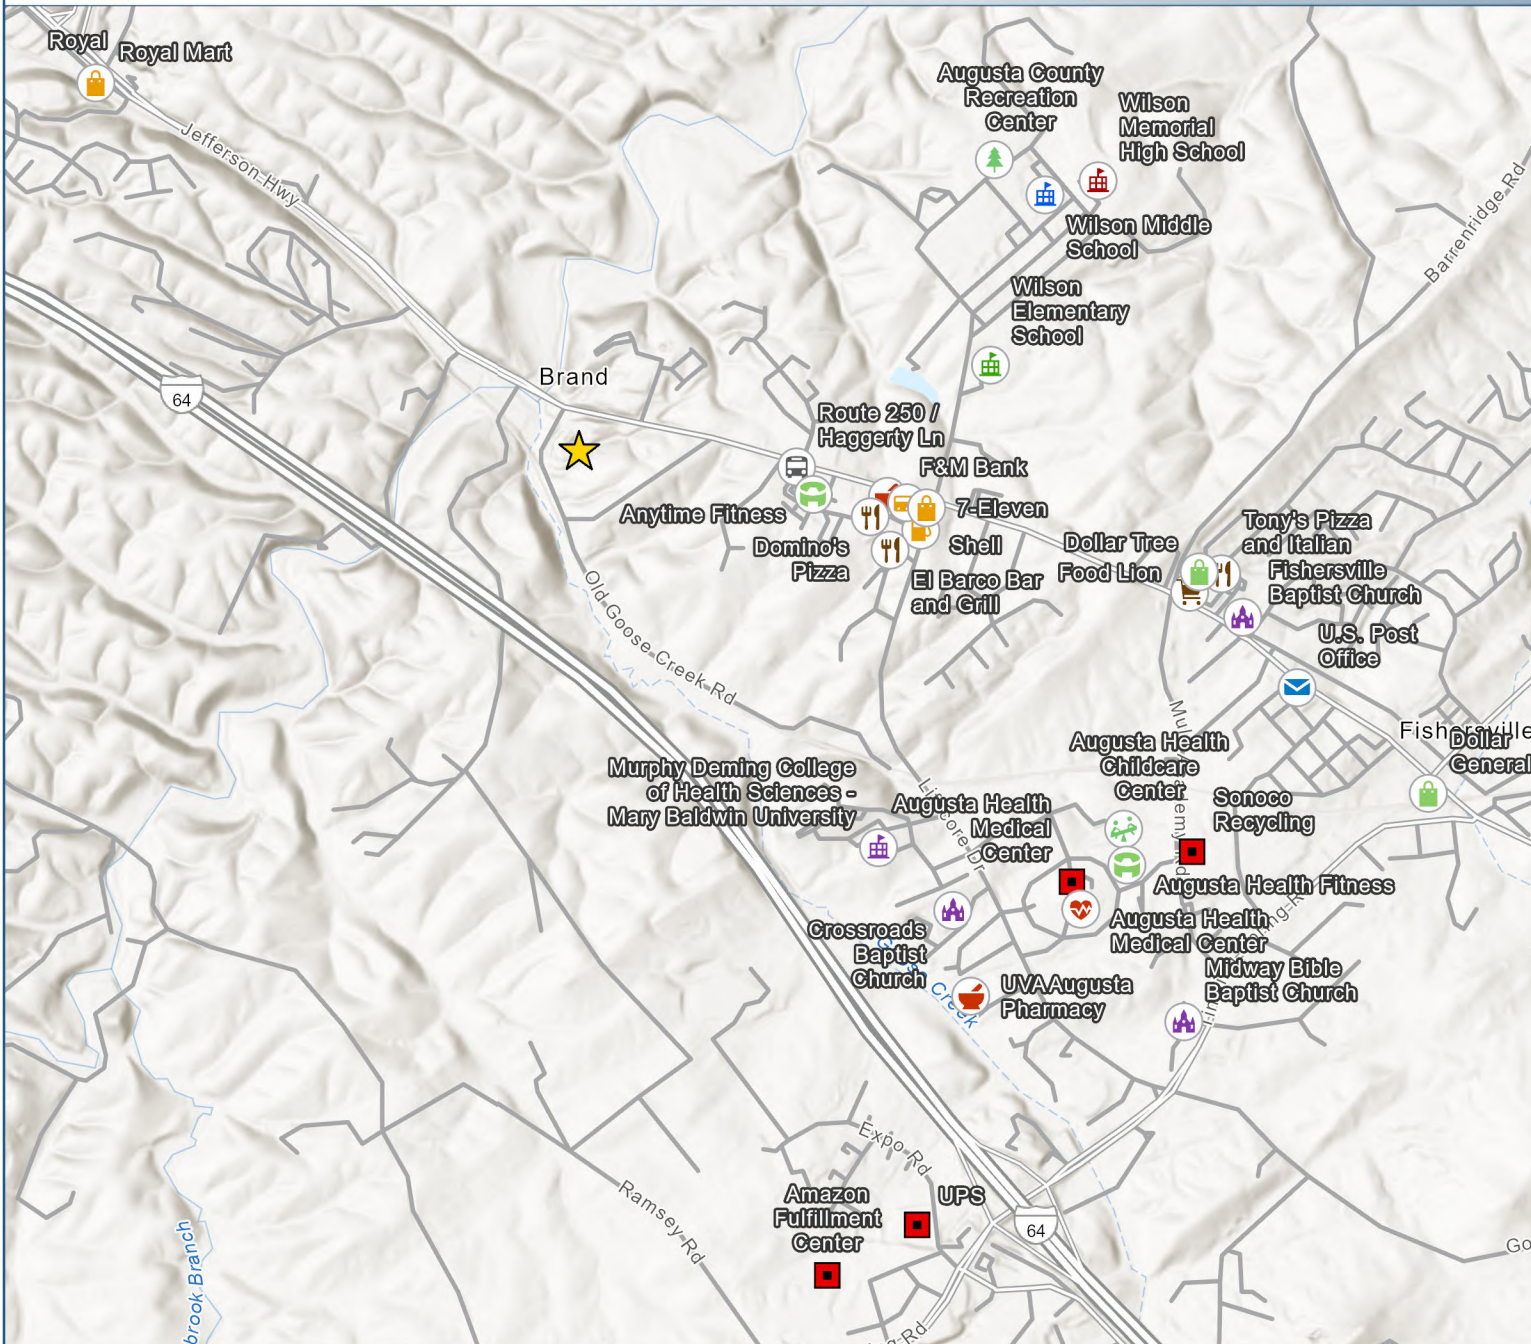 Royal
Royal Mart
Jefferson Hwy
Augusta County
Recreation
Center
Wilson
Memorial
High School
Wilson Middle
School
Barrenridge Rd
Wilson
Elementary
School
64
Brand
Route 250 /
Haggerty Ln
F&M Bank
Anytime Fitness
7-Eleven
Domino's
Pizza
Shell
El Barco Bar
and Grill
Dollar Tree
Food Lion
Tony's Pizza
and Italian
Fishersville
Baptist Church
U.S. Post
Office
Old Goose Creek Rd
Fishersville
Dollar
General
Murphy Deming College
of Health Sciences -
Mary Baldwin University
Augusta Health
Childcare
Center
Augusta Health
Medical
Center
Sonoco
Recycling
Augusta Health Fitness
Augusta Health
Medical Center
Crossroads
Baptist
Church
Creek
UVA Augusta
Pharmacy
Midway Bible
Baptist Church
Expo Rd
Ramsey Rd
Amazon
Fulfillment
Center
UPS
64
brook Branch
Go